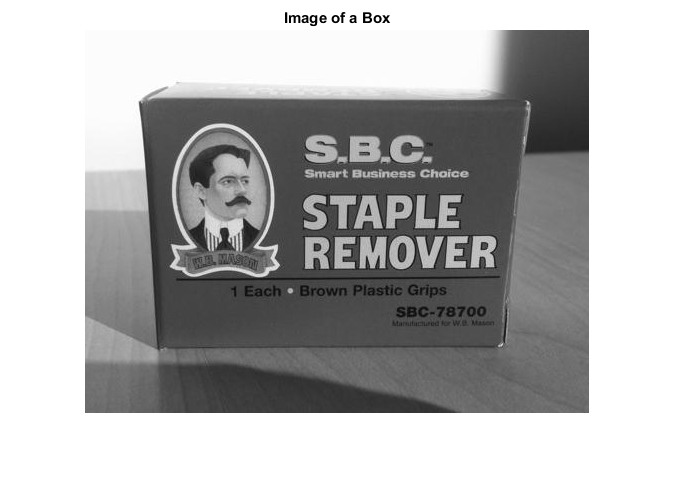 Image of a Box
S.B.C.
Smart Business Choice
STAPLE
REMOVER
W.B. MASON
1 Each • Brown Plastic Grips
SBC-78700
Manufactured for W.B. Mason